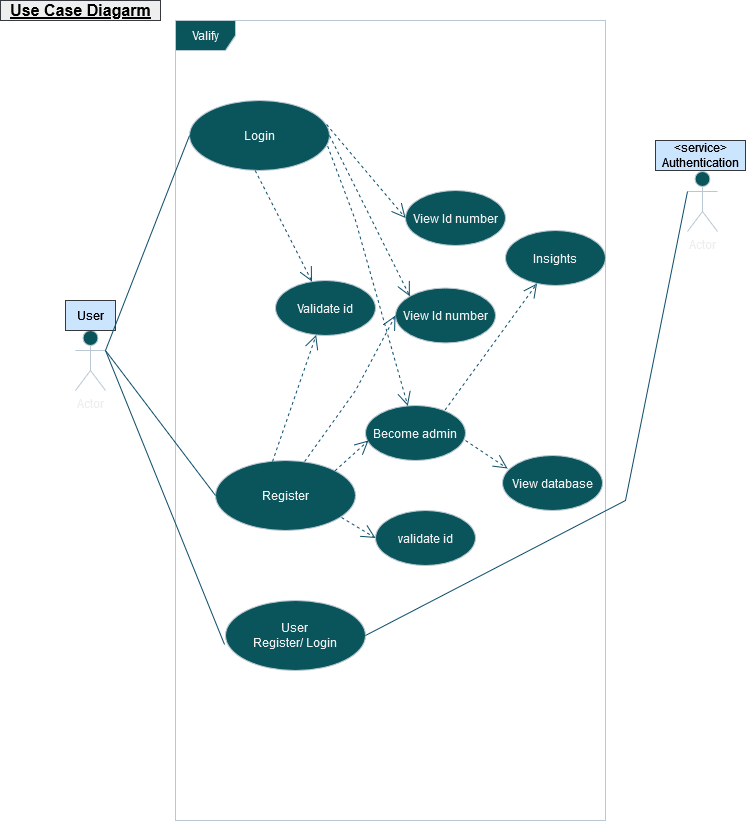 Use Case Diagarm
Valify
Login
<service>
Authentication
View Id number
Actor
Insights
Validate id
View Id number
User
Actor
Become admin
View database
Register
validate id
User
Register/ Login